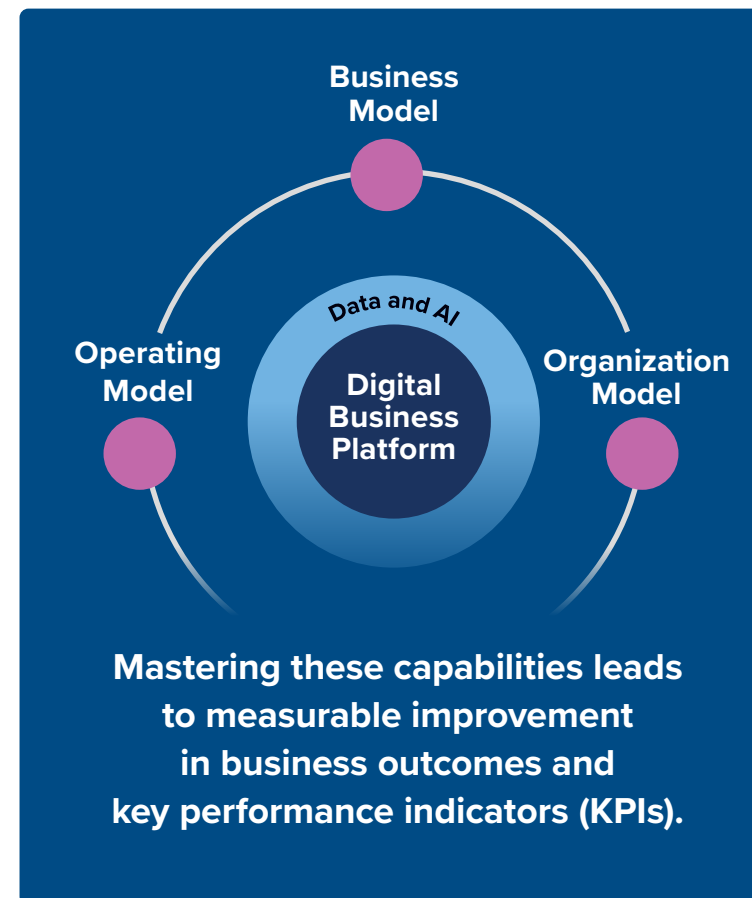 Business
Model
Data and AI
Operating
Model
Organization
Model
Digital
Business
Platform
Mastering these capabilities leads
to measurable improvement
in business outcomes and
key performance indicators (KPIs).